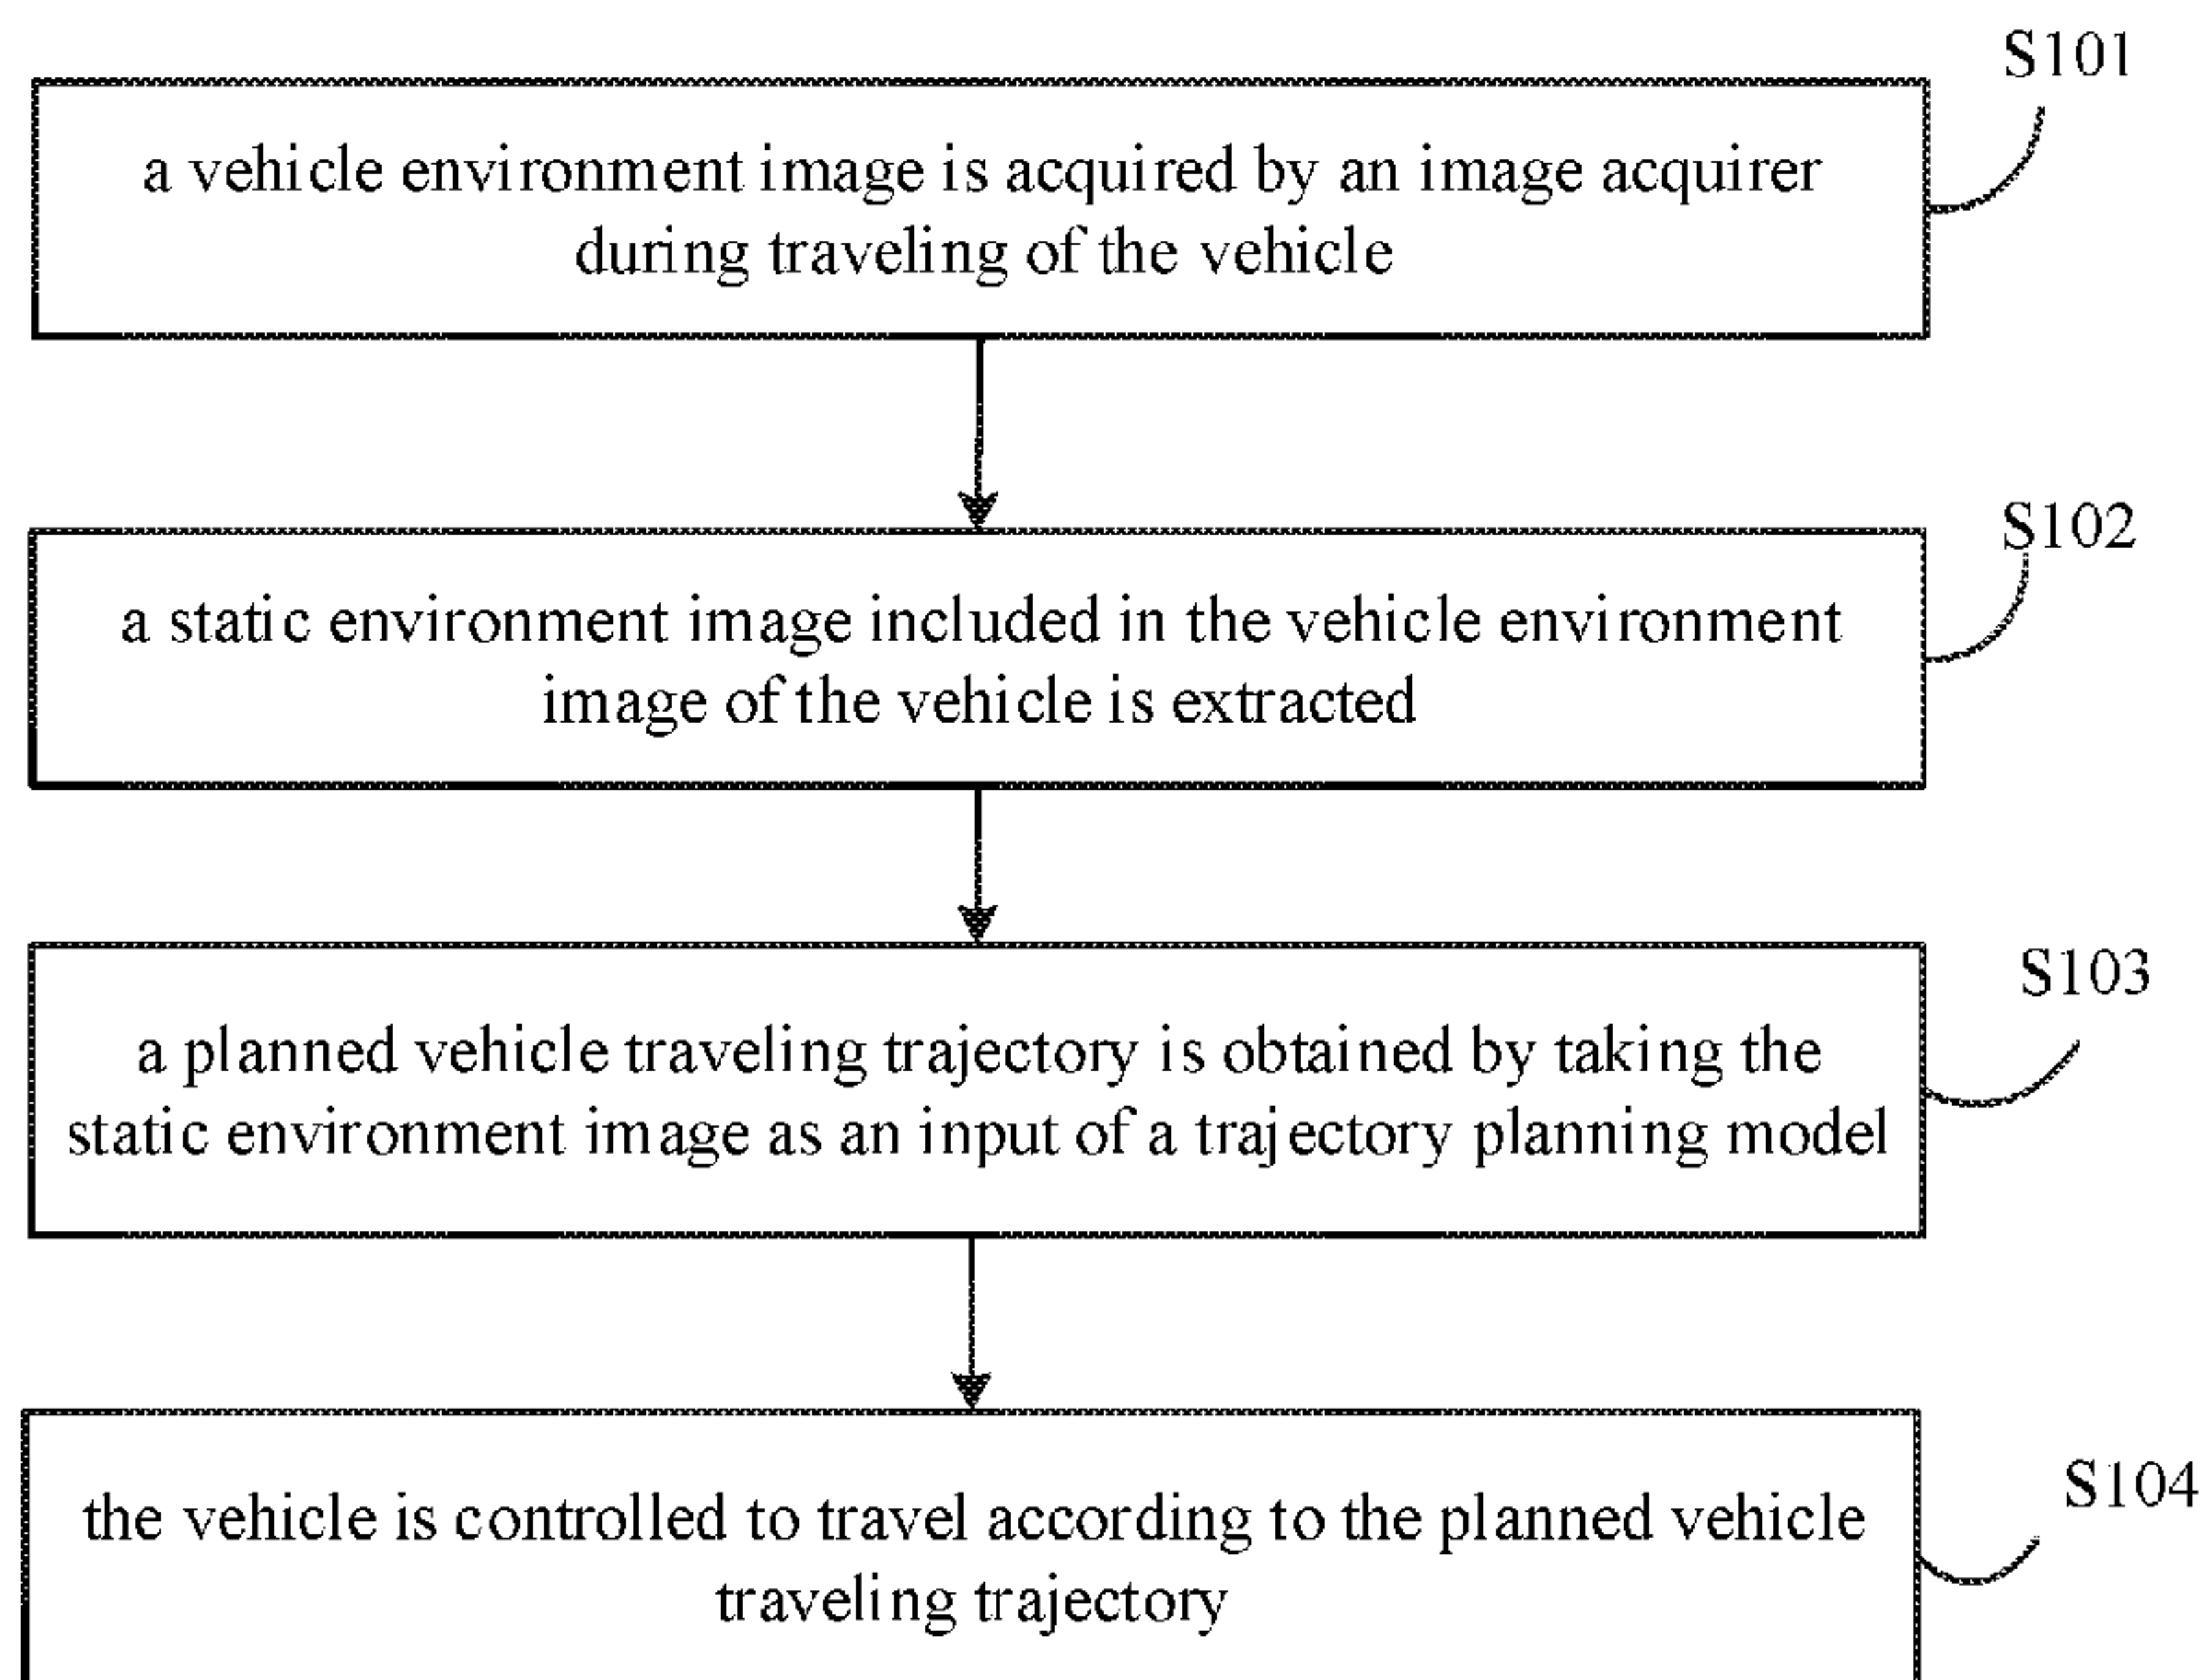 S101
a vehicle environment image is acquired by an image acquirer
during traveling of the vehicle
S102
a static environment image included in the vehicle environment
image of the vehicle is extracted
S103
a planned vehicle traveling trajectory is obtained by taking the
static environment image as an input of a trajectory planning model
S104
the vehicle is controlled to travel according to the planned vehicle
traveling trajectory